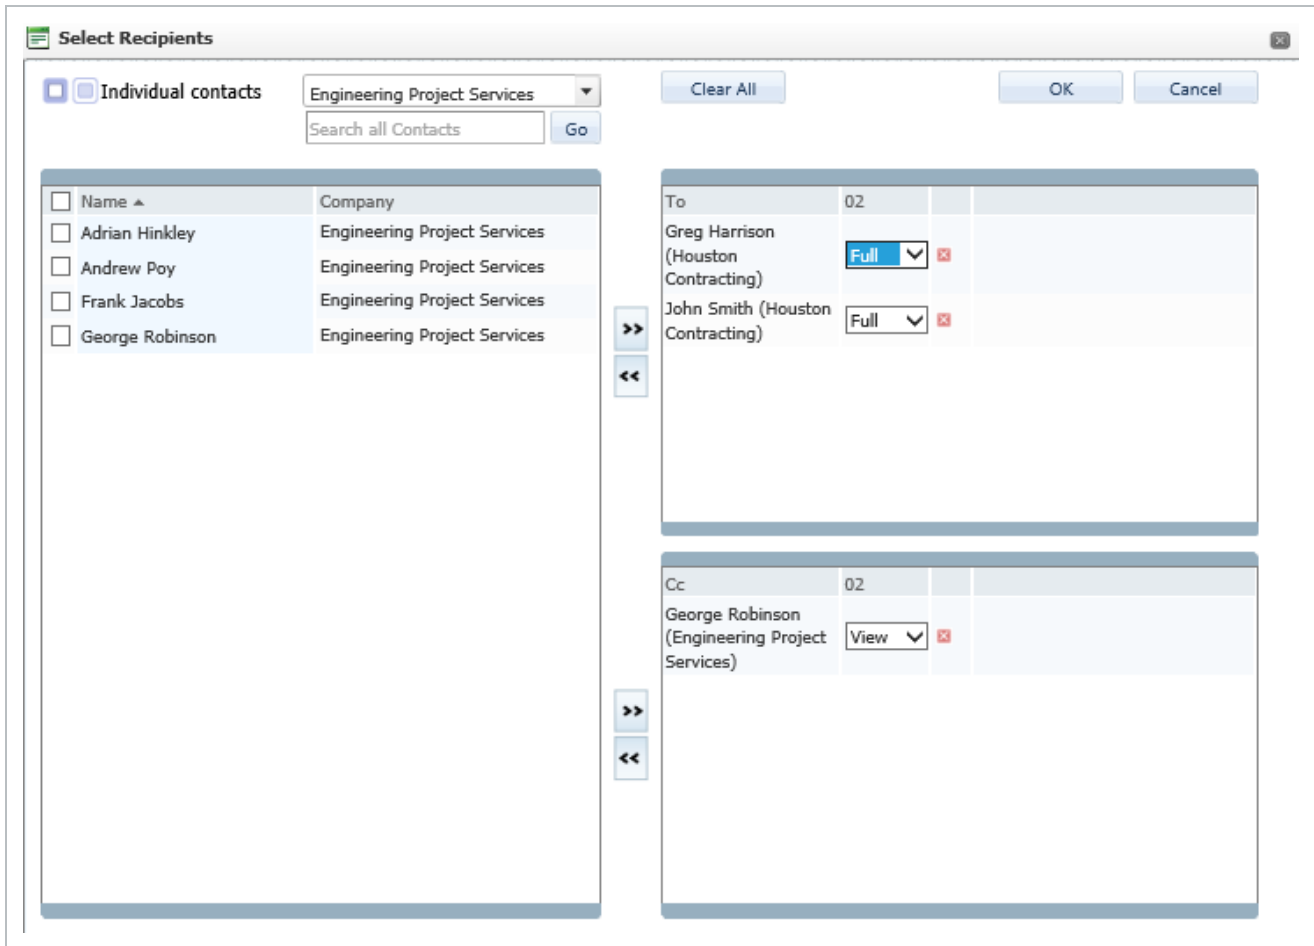 Select Recipients
Individual contacts
Engineering Project Services
Search all Contacts
Go
Clear All
OK
Cancel
Name Company
Adrian Hinkley Engineering Project Services
Andrew Poy Engineering Project Services
Frank Jacobs Engineering Project Services
George Robinson Engineering Project Services
>>
<<
To 02
Greg Harrison
(Houston Full
Contracting)
John Smith (Houston
Contracting) Full
Cc 02
George Robinson
(Engineering Project View
Services)
>>
<<